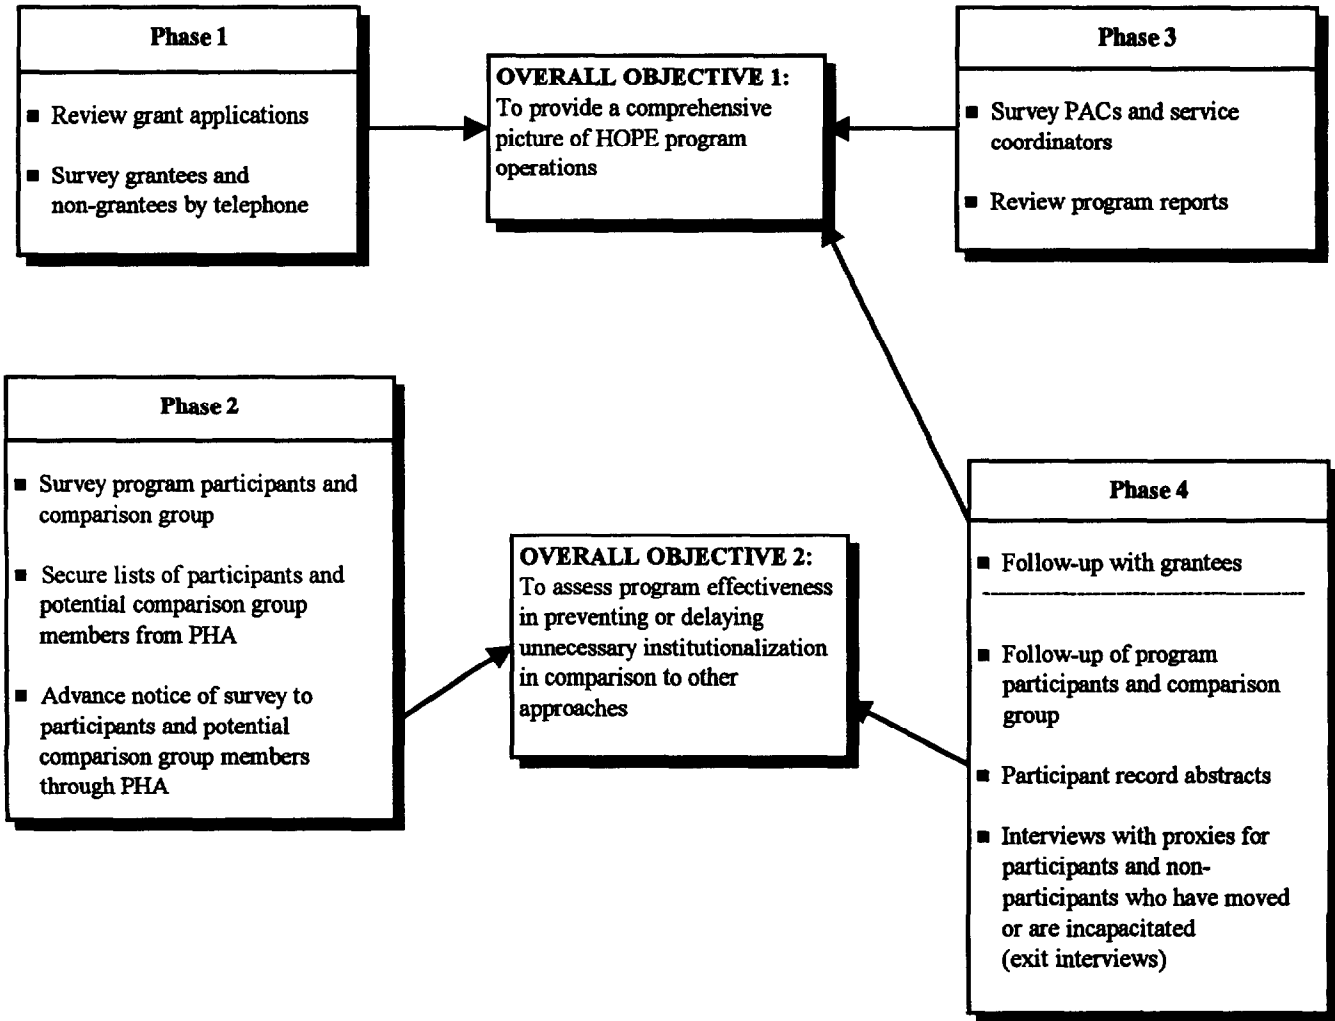 Phase 1
■ Review grant applications
■ Survey grantees and
non-grantees by telephone
OVERALL OBJECTIVE 1:
To provide a comprehensive
picture of HOPE program
operations
Phase 3
■ Survey PACs and service
coordinators
■ Review program reports
Phase 2
■ Survey program participants and
comparison group
■ Secure lists of participants and
potential comparison group
members from PHA
■ Advance notice of survey to
participants and potential
comparison group members
through PHA
OVERALL OBJECTIVE 2:
To assess program effectiveness
in preventing or delaying
unnecessary institutionalization
in comparison to other
approaches
Phase 4
■ Follow-up with grantees
■ Follow-up of program
participants and comparison
group
■ Participant record abstracts
■ Interviews with proxies for
participants and non-
participants who have moved
or are incapacitated
(exit interviews)